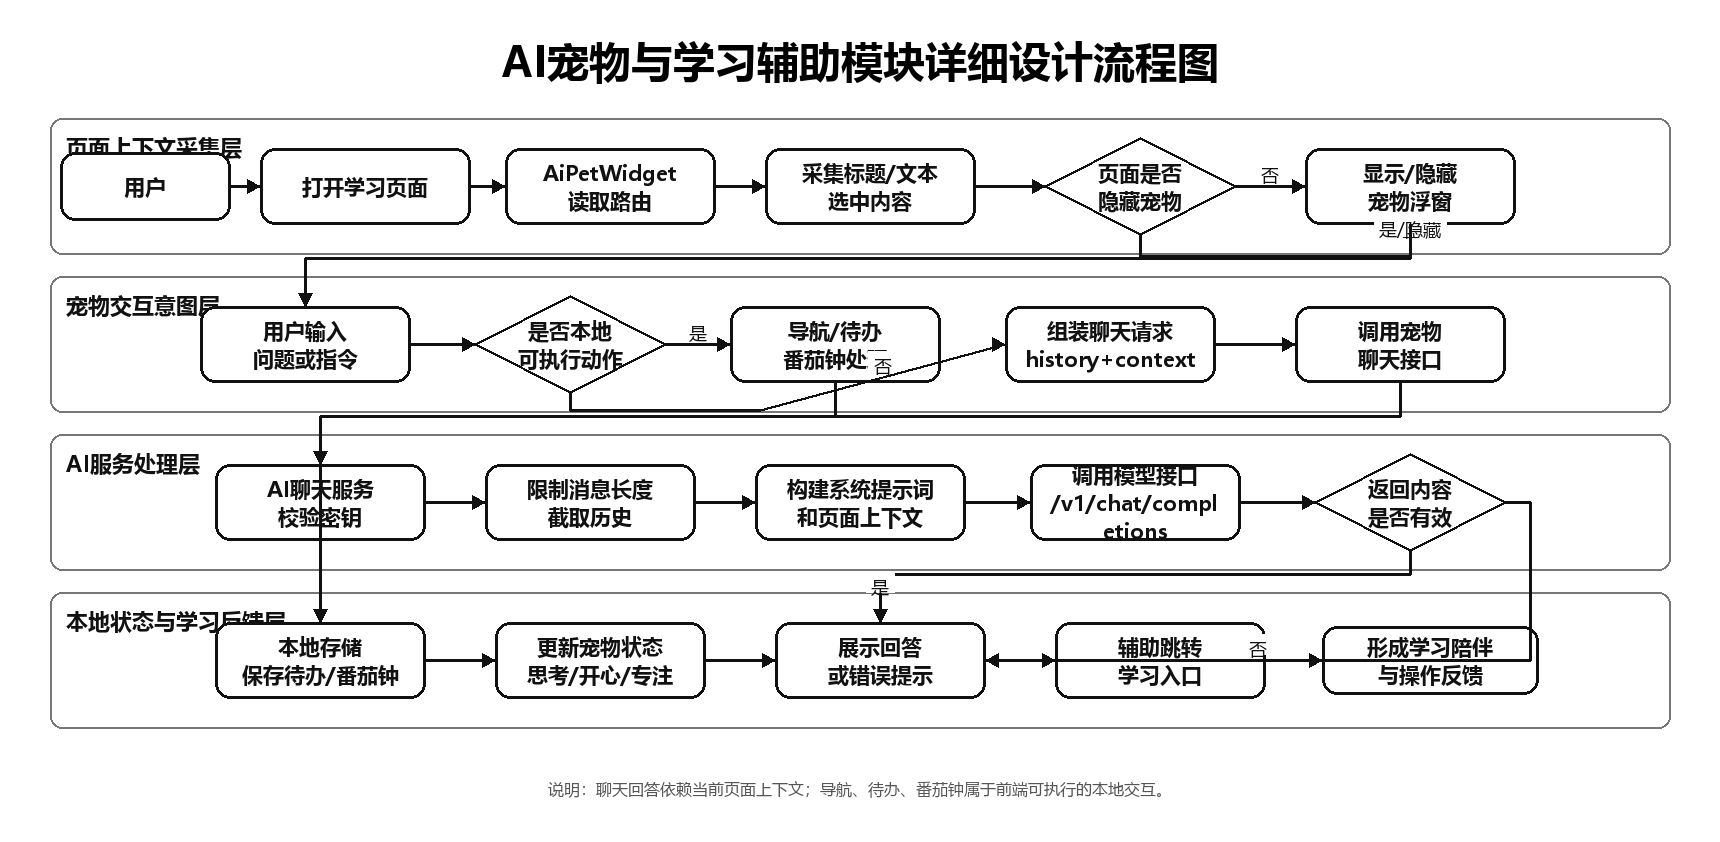 AI宠物与学习辅助模块详细设计流程图
页面上下文采集层
用户
打开学习页面
AiPetWidget
读取路由
采集标题/文本
选中内容
页面是否
隐藏宠物
否
显示/隐藏
宠物浮窗
是/隐藏
宠物交互意图层
用户输入
问题或指令
是否本地
可执行动作
是
导航/待办
番茄钟处
否
组装聊天请求
history+context
调用宠物
聊天接口
AI服务处理层
AI聊天服务
校验密钥
限制消息长度
截取历史
构建系统提示词
和页面上下文
调用模型接口
/v1/chat/compl
etions
返回内容
是否有效
是
本地状态与学习反馈层
本地存储
保存待办/番茄钟
更新宠物状态
思考/开心/专注
展示回答
或错误提示
辅助跳转
学习入口
否
形成学习陪伴
与操作反馈
说明：聊天回答依赖当前页面上下文；导航、待办、番茄钟属于前端可执行的本地交互。